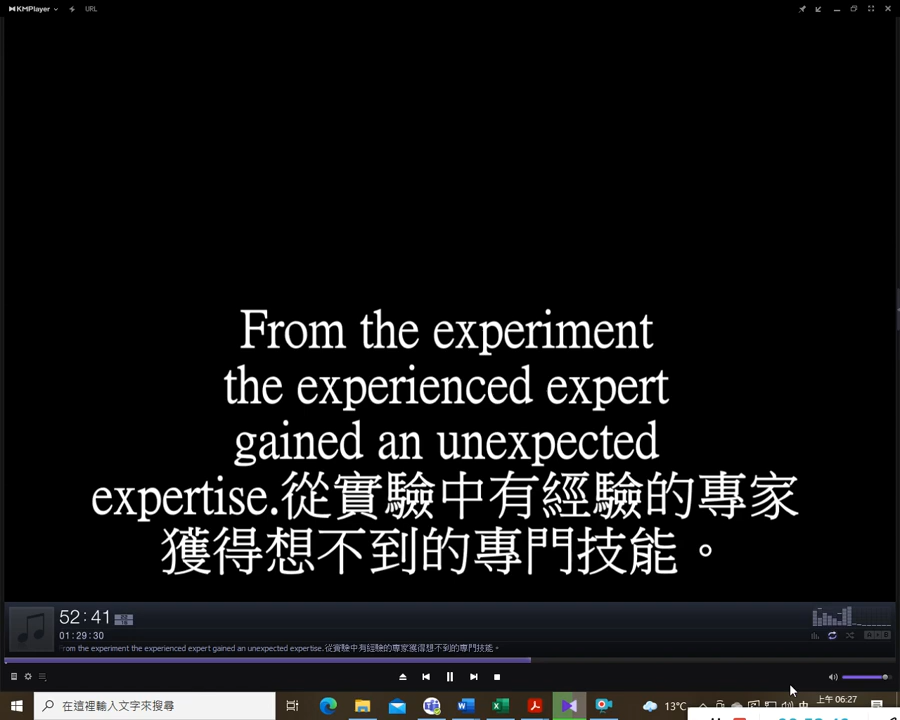 KMPlayer
URL
From the experiment
the experienced expert
gained an unexpected
expertise.從實驗中有經驗的專家
獲得想不到的專門技能。
52:41
01:29:30
rom the experiment the experienced expert gained an unexpected expertise.從實驗中有經驗的專家獲得想不到的專門技能。
在這裡輸入文字來搜尋
13°C
中
上午 06:27